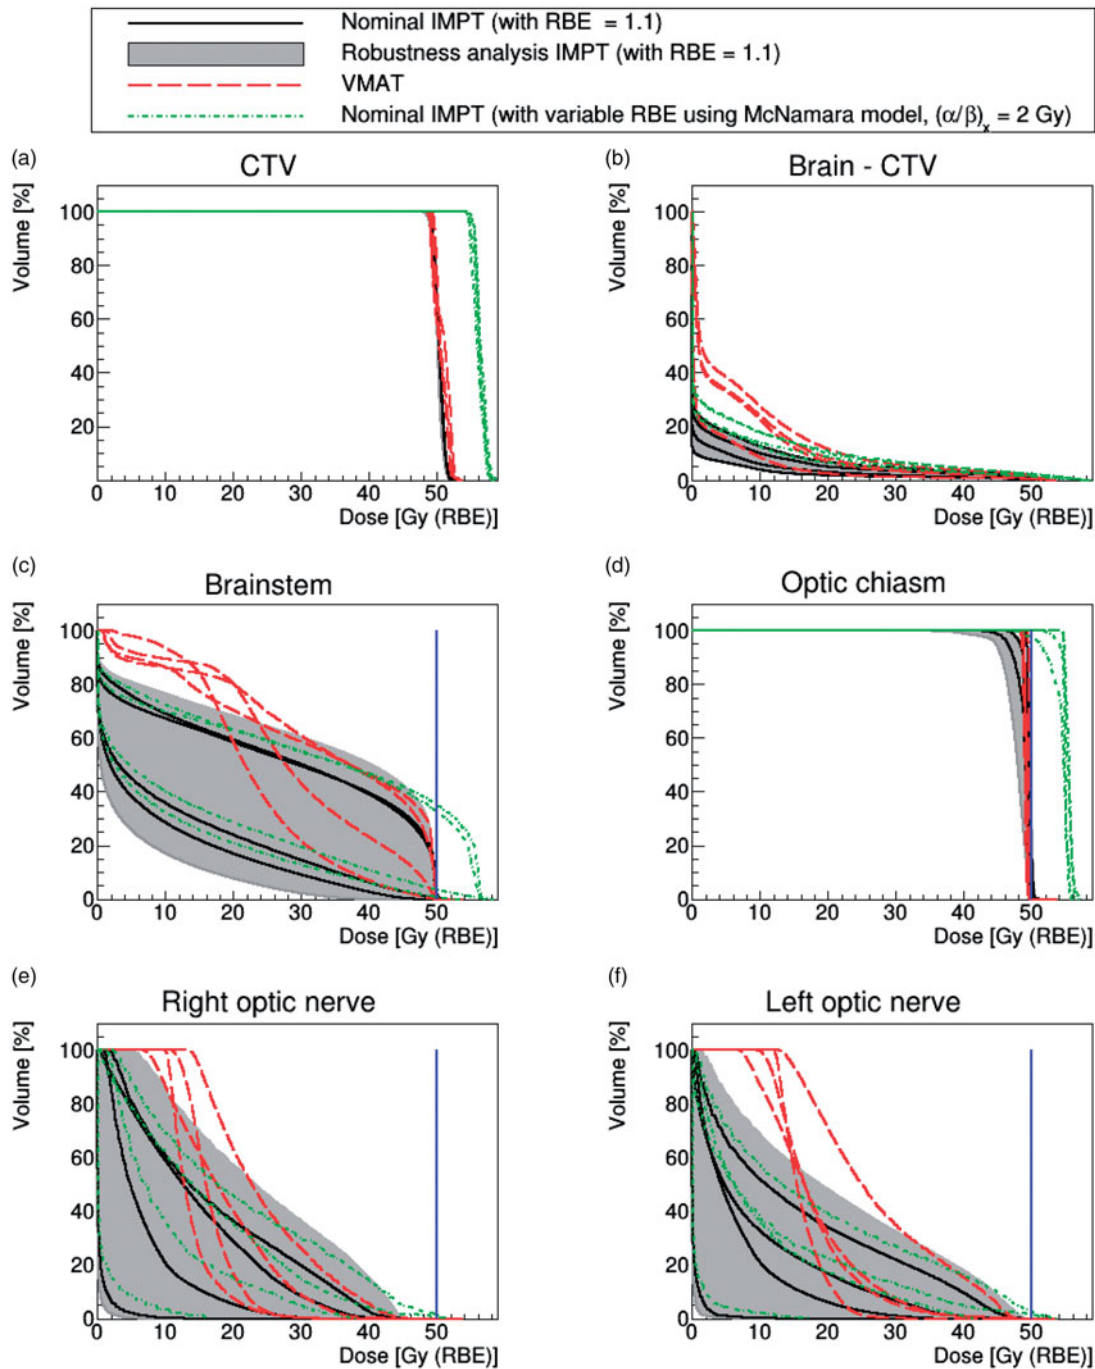 Nominal IMPT (with RBE = 1.1)
Robustness analysis IMPT (with RBE = 1.1)
VMAT
Nominal IMPT (with variable RBE using McNamara model, (α/β)x = 2 Gy)
(a)
CTV
Volume [%]
100
80
60
40
20
0
0 10 20 30 40 50
Dose [Gy (RBE)]
(b)
Brain - CTV
Volume [%]
100
80
60
40
20
0
0 10 20 30 40 50
Dose [Gy (RBE)]
(c)
Brainstem
Volume [%]
100
80
60
40
20
0
0 10 20 30 40 50
Dose [Gy (RBE)]
(d)
Optic chiasm
Volume [%]
100
80
60
40
20
0
0 10 20 30 40 50
Dose [Gy (RBE)]
(e)
Right optic nerve
Volume [%]
100
80
60
40
20
0
0 10 20 30 40 50
Dose [Gy (RBE)]
(f)
Left optic nerve
Volume [%]
100
80
60
40
20
0
0 10 20 30 40 50
Dose [Gy (RBE)]